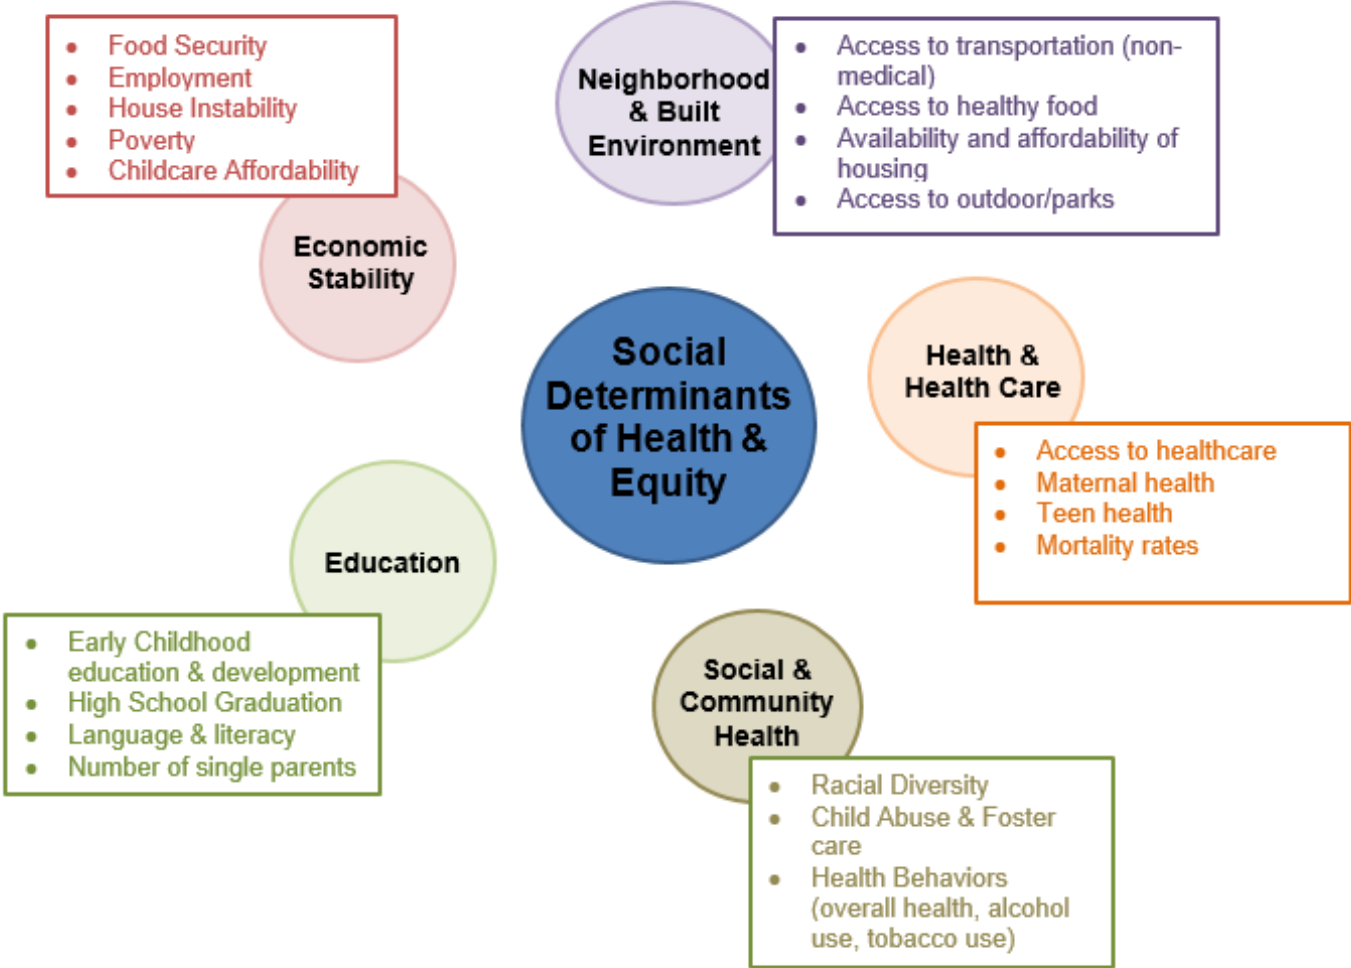 • Food Security
• Employment
• House Instability
• Poverty
• Childcare Affordability
Economic
Stability
Neighborhood
& Built
Environment
• Access to transportation (non-
medical)
• Access to healthy food
• Availability and affordability of
housing
• Access to outdoor/parks
Social
Determinants
of Health &
Equity
Health &
Health Care
• Access to healthcare
• Maternal health
• Teen health
• Mortality rates
Education
• Early Childhood
education & development
• High School Graduation
• Language & literacy
• Number of single parents
Social &
Community
Health
• Racial Diversity
• Child Abuse & Foster
care
• Health Behaviors
(overall health, alcohol
use, tobacco use)